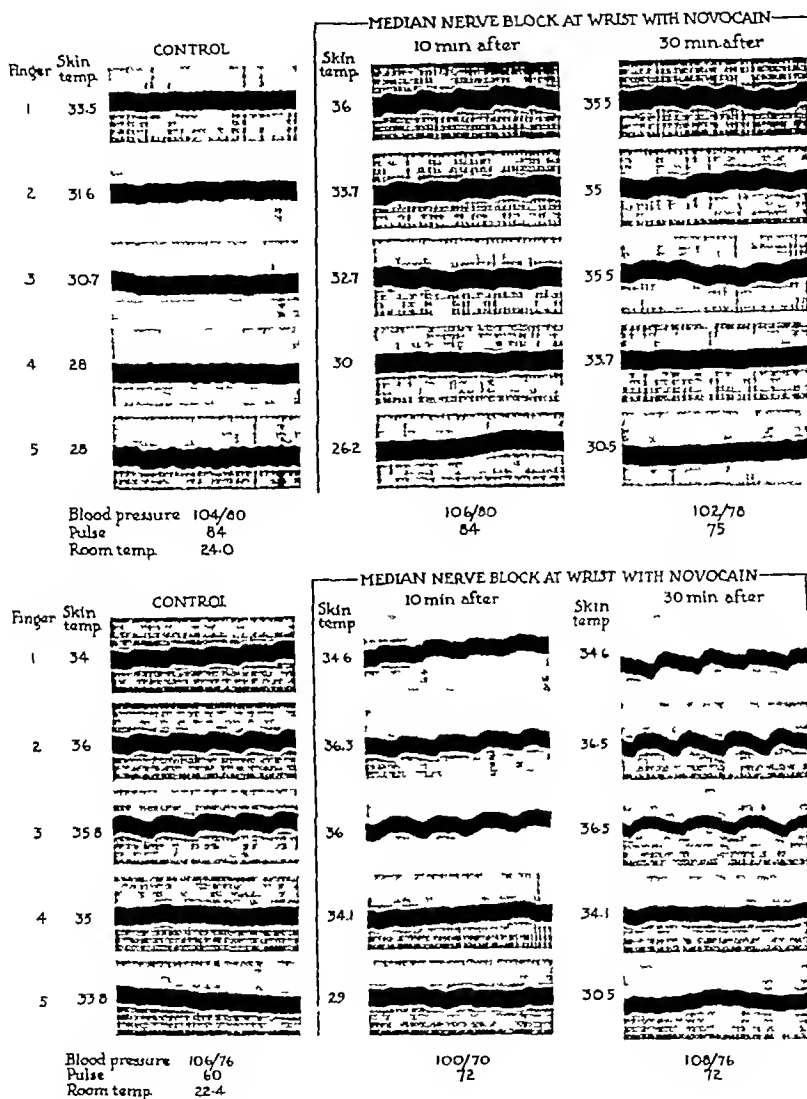 MEDIAN NERVE BLOCK AT WRIST WITH NOVOCAIN
CONTROL 10 min after 30 min. after
Finger Skin temp. Skin temp.
1 33.5 36 35.5
2 31.6 33.7 35
3 30.7 32.7 35.5
4 28 30 33.7
5 28 26.2 30.5
Blood pressure 104/80 106/80 102/78
Pulse 84 84 75
Room temp. 24.0
MEDIAN NERVE BLOCK AT WRIST WITH NOVOCAIN
CONTROL 10 min after 30 min after
Finger Skin temp. Skin temp Skin temp
1 34 34.6 34.6
2 36 36.3 36.5
3 35.8 36 36.5
4 35 34.1 34.1
5 33.8 29 30.5
Blood pressure 106/76 100/70 108/76
Pulse 60 72 72
Room temp. 22.4